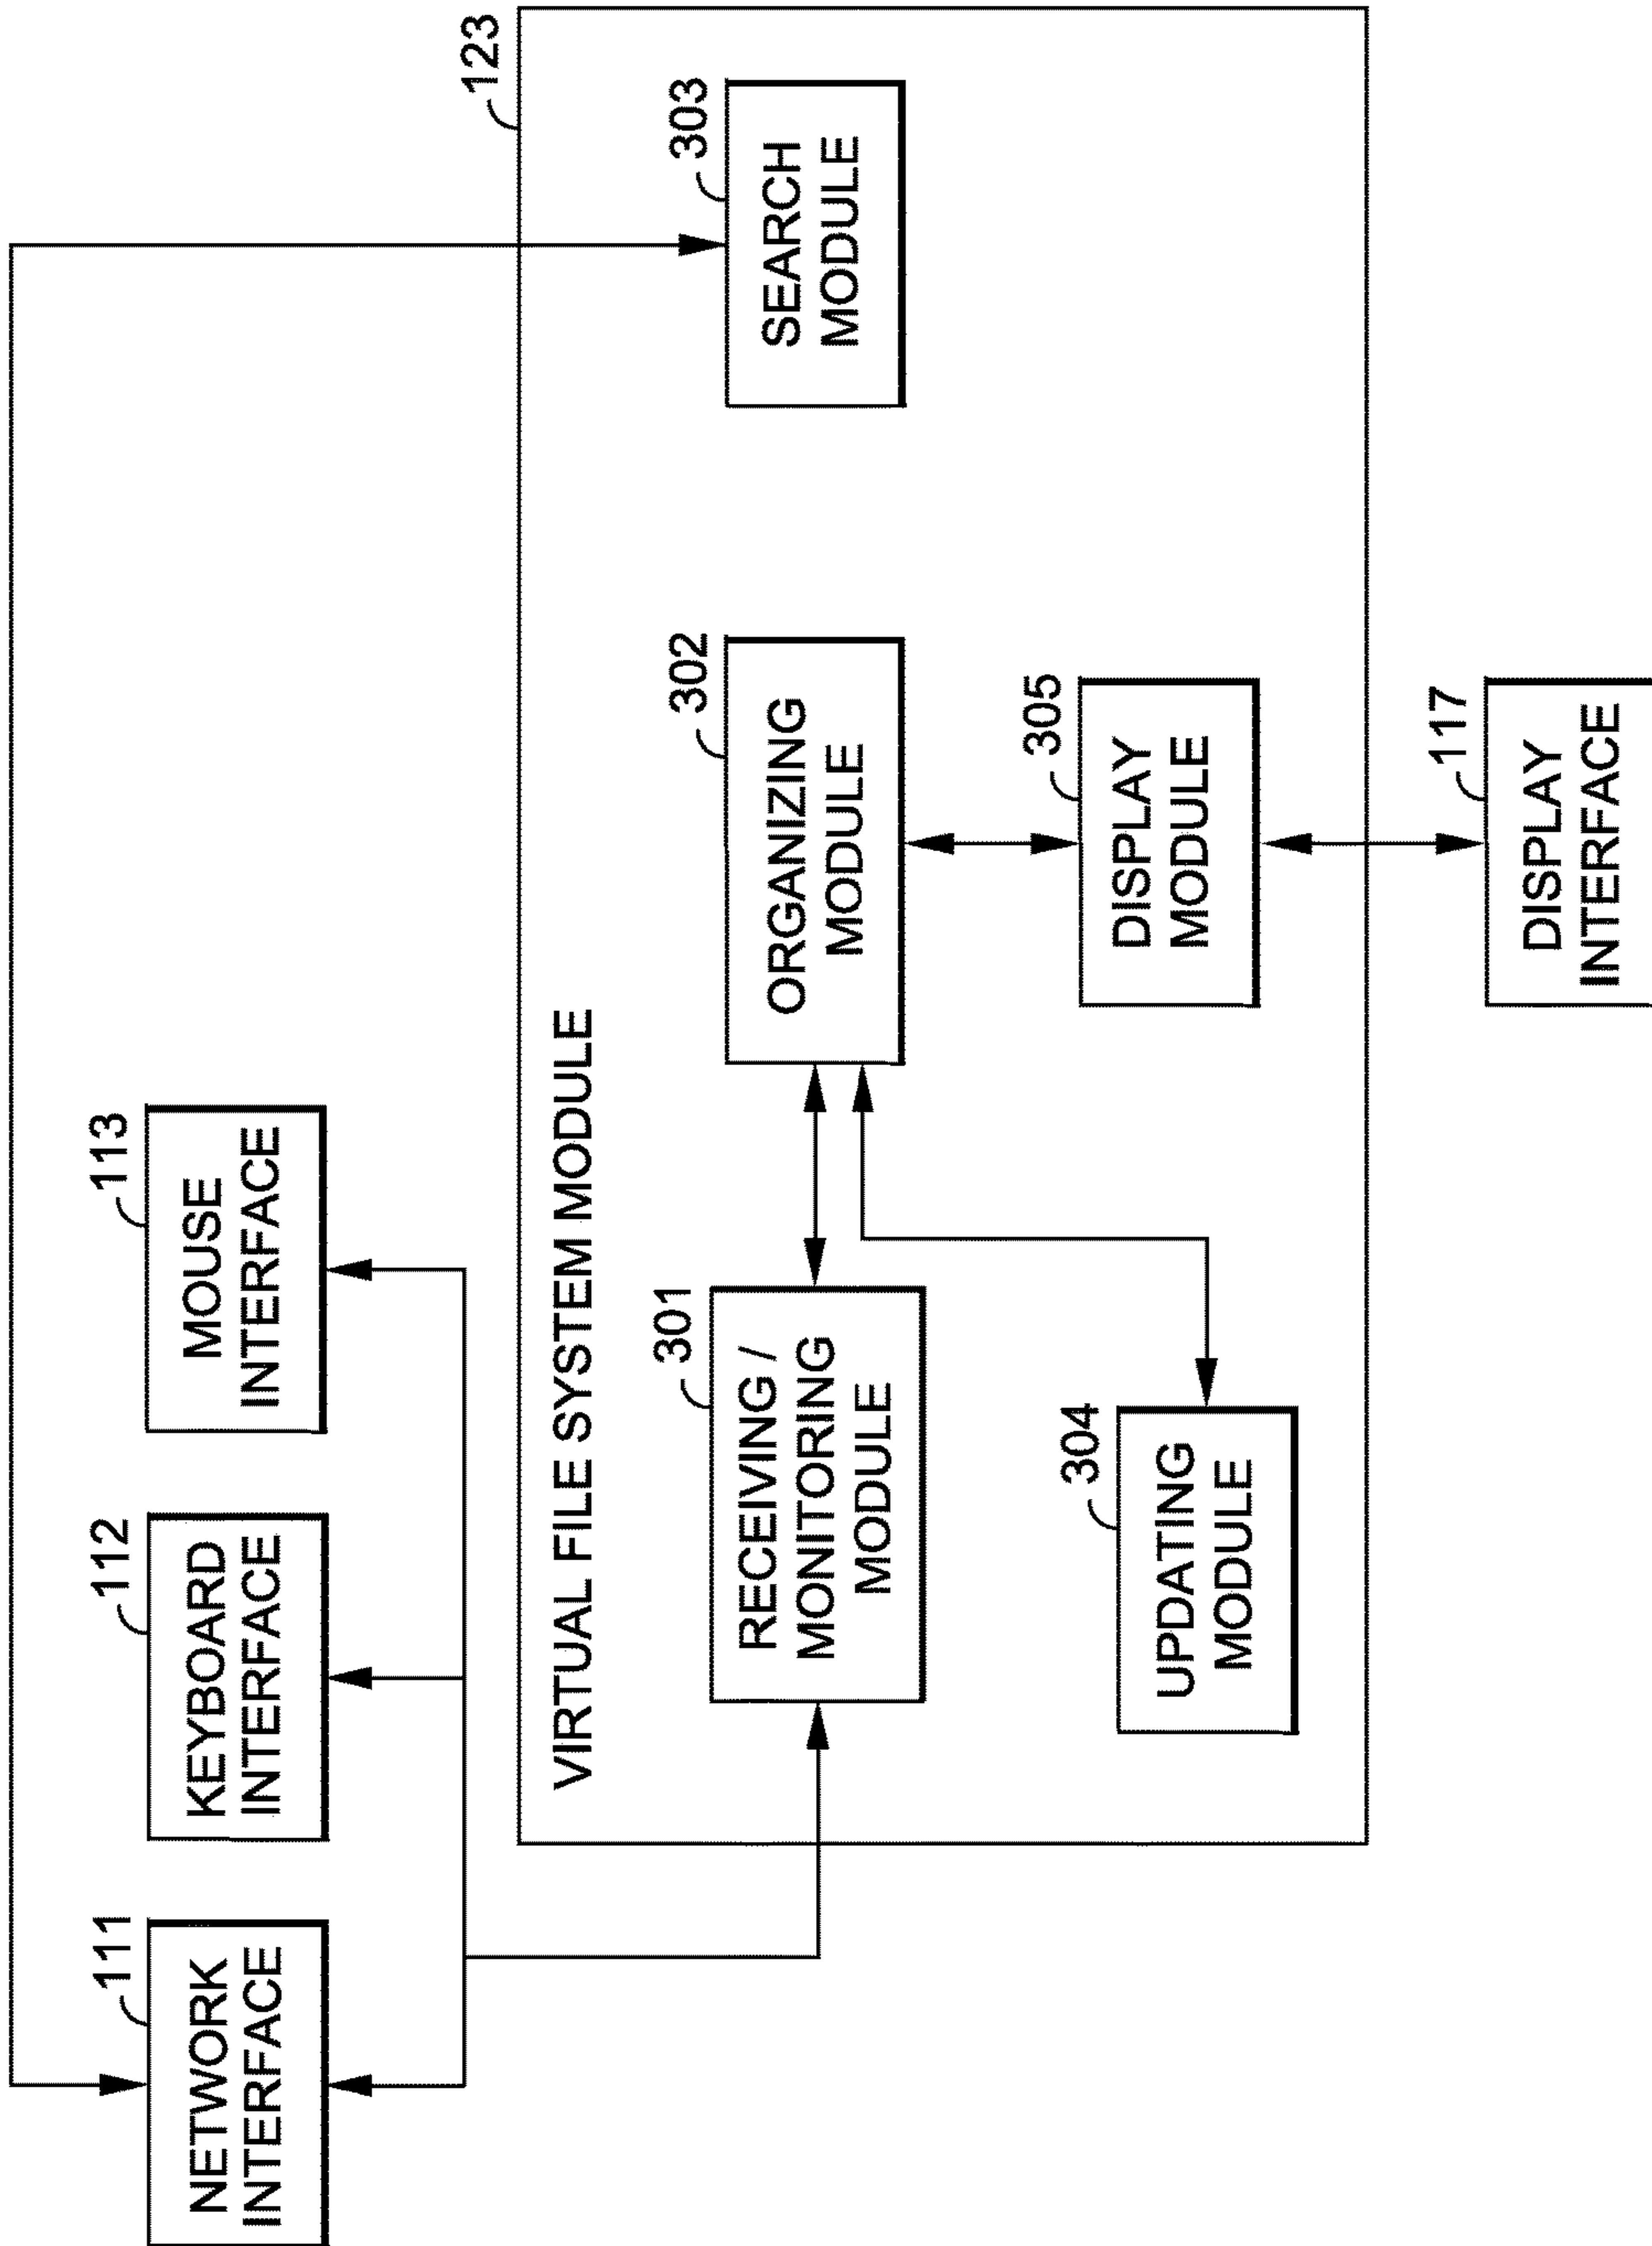 111
NETWORK
INTERFACE
112
KEYBOARD
INTERFACE
113
MOUSE
INTERFACE
123
VIRTUAL FILE SYSTEM MODULE
301
RECEIVING /
MONITORING
MODULE
302
ORGANIZING
MODULE
303
SEARCH
MODULE
304
UPDATING
MODULE
305
DISPLAY
MODULE
117
DISPLAY
INTERFACE